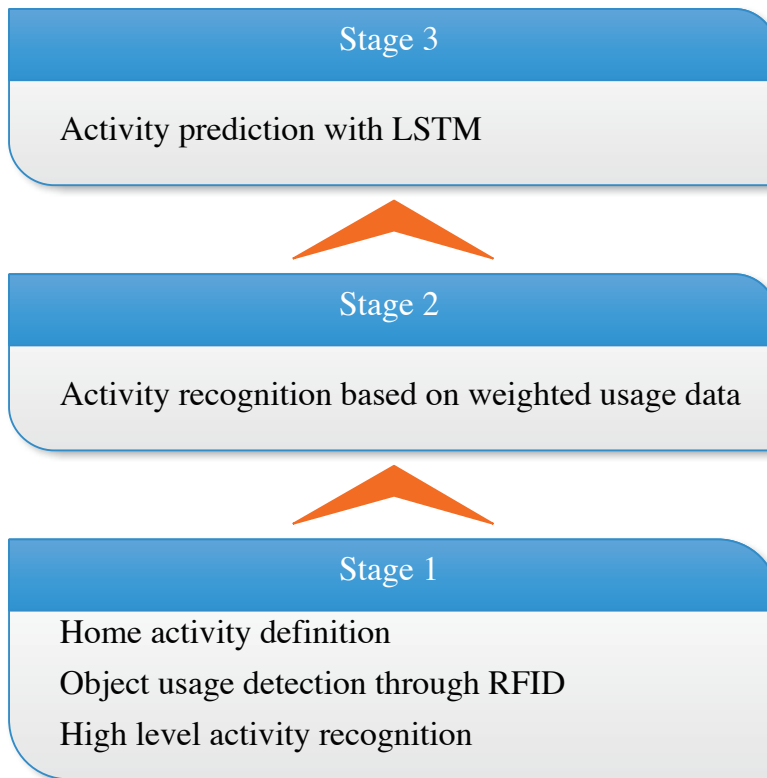 Stage 3
Activity prediction with LSTM
Stage 2
Activity recognition based on weighted usage data
Stage 1
Home activity definition
Object usage detection through RFID
High level activity recognition